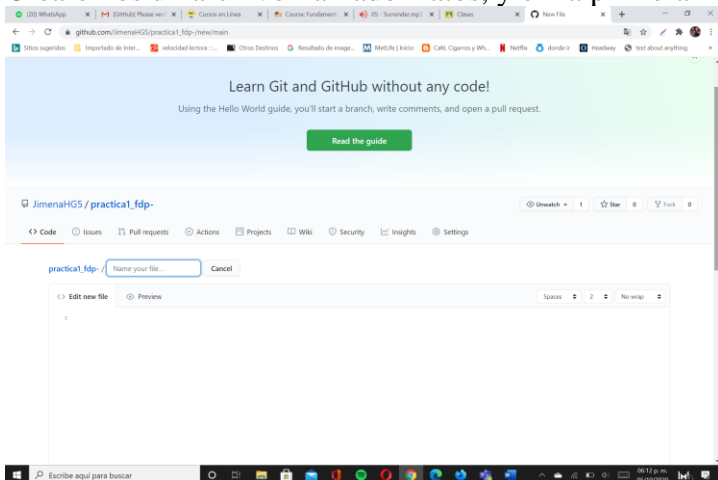 (20) WhatsApp
[GitHub] Please veri
Cursos en Línea
Course: Fundament
05 - Surrender.mp3
Clases
New File
github.com/JimenaHG5/practica1_fdp-/new/main
Sitios sugeridos
Importado de Inter...
velocidad lectora ::...
Otros Destinos
Resultado de image...
MetLife | Inicio
Café, Cigarros y Wh...
Netflix
donde ir
Headway
test about anything
»
Learn Git and GitHub without any code!
Using the Hello World guide, you'll start a branch, write comments, and open a pull request.
Read the guide
JimenaHG5 / practica1_fdp-
Unwatch 1
Star 0
Fork 0
<> Code
Issues
Pull requests
Actions
Projects
Wiki
Security
Insights
Settings
practica1_fdp- / Name your file... Cancel
<> Edit new file
Preview
Spaces
2
No wrap
1
Escribe aquí para buscar
06:12 p. m.